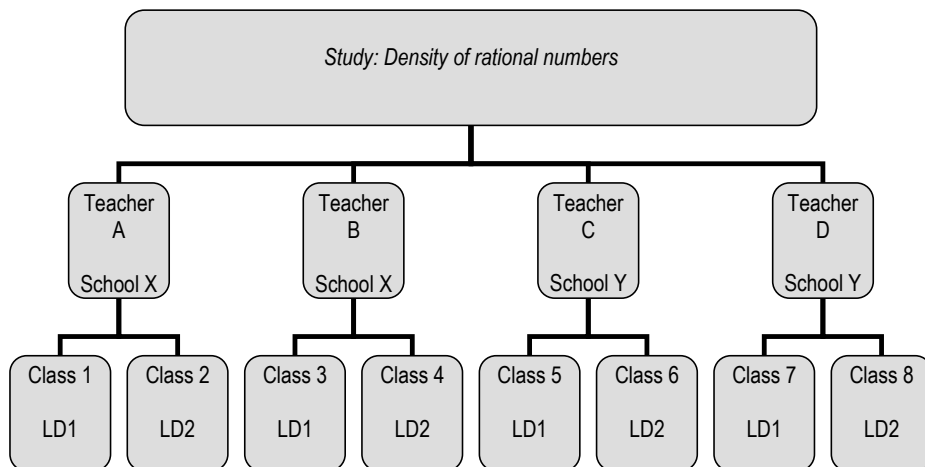 Study: Density of rational numbers
Teacher
A
School X
Teacher
B
School X
Teacher
C
School Y
Teacher
D
School Y
Class 1
LD1
Class 2
LD2
Class 3
LD1
Class 4
LD2
Class 5
LD1
Class 6
LD2
Class 7
LD1
Class 8
LD2